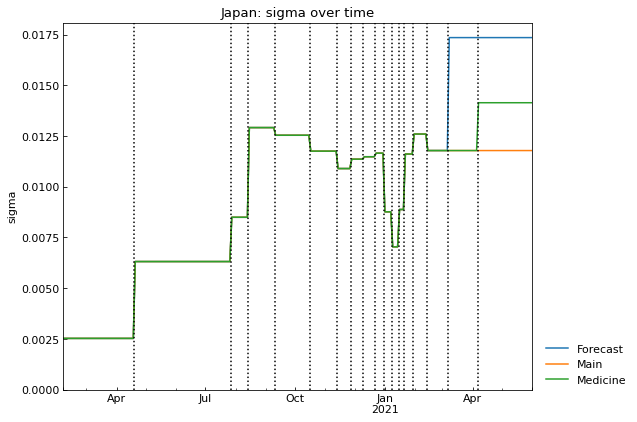 Japan: sigma over time
sigma
0.0175
0.0150
0.0125
0.0100
0.0075
0.0050
0.0025
0.0000
Apr Jul Oct Jan Apr
2021
Forecast
Main
Medicine